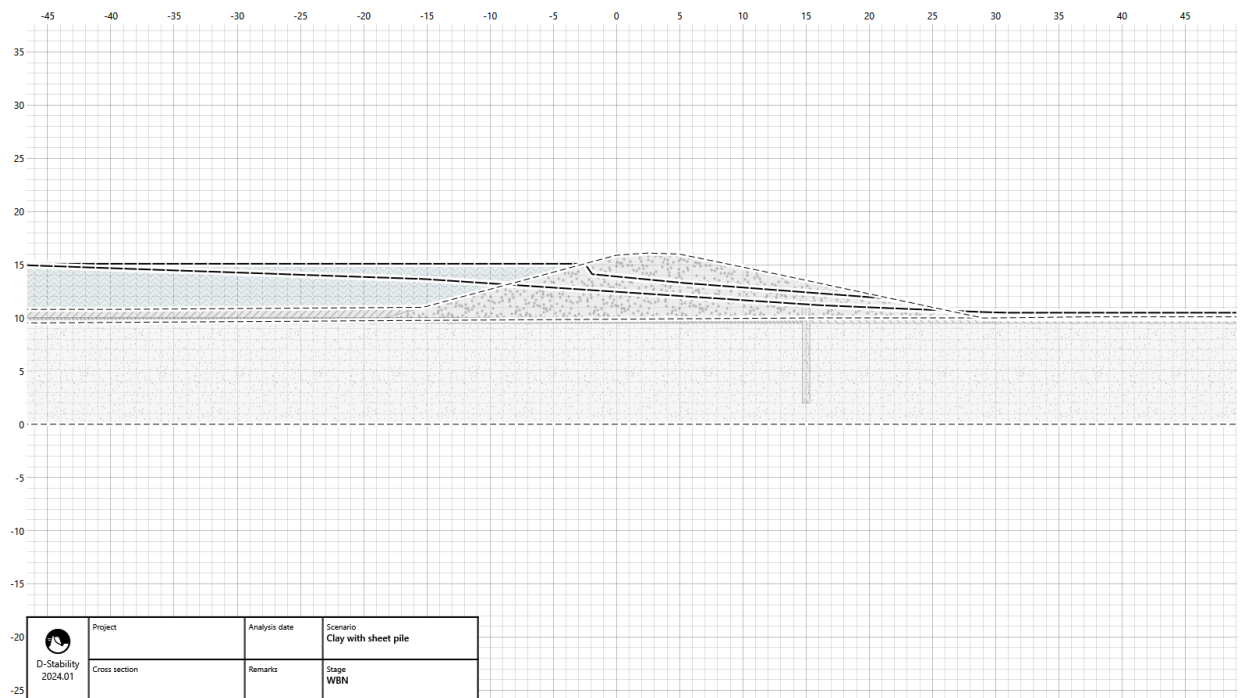 -45 -40 -35 -30 -25 -20 -15 -10 -5 0 5 10 15 20 25 30 35 40 45
35
30
25
20
15
10
5
0
-5
-10
-15
-20
-25
Project
Analysis date
Scenario
Clay with sheet pile
D-Stability
2024.01
Cross section
Remarks
Stage
WBN